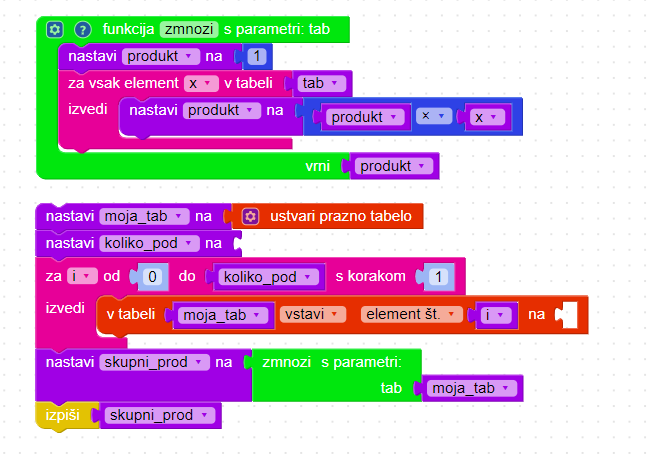 ? funkcija zmnozi s parametri: tab
nastavi produkt na 1
za vsak element x v tabeli tab
izvedi nastavi produkt na produkt × x
vrni produkt
nastavi moja_tab na ustvari prazno tabelo
nastavi koliko_pod na
za i od 0 do koliko_pod s korakom 1
izvedi v tabeli moja_tab vstavi element št. i na
nastavi skupni_prod na zmnozi s parametri:
tab moja_tab
izpiši skupni_prod